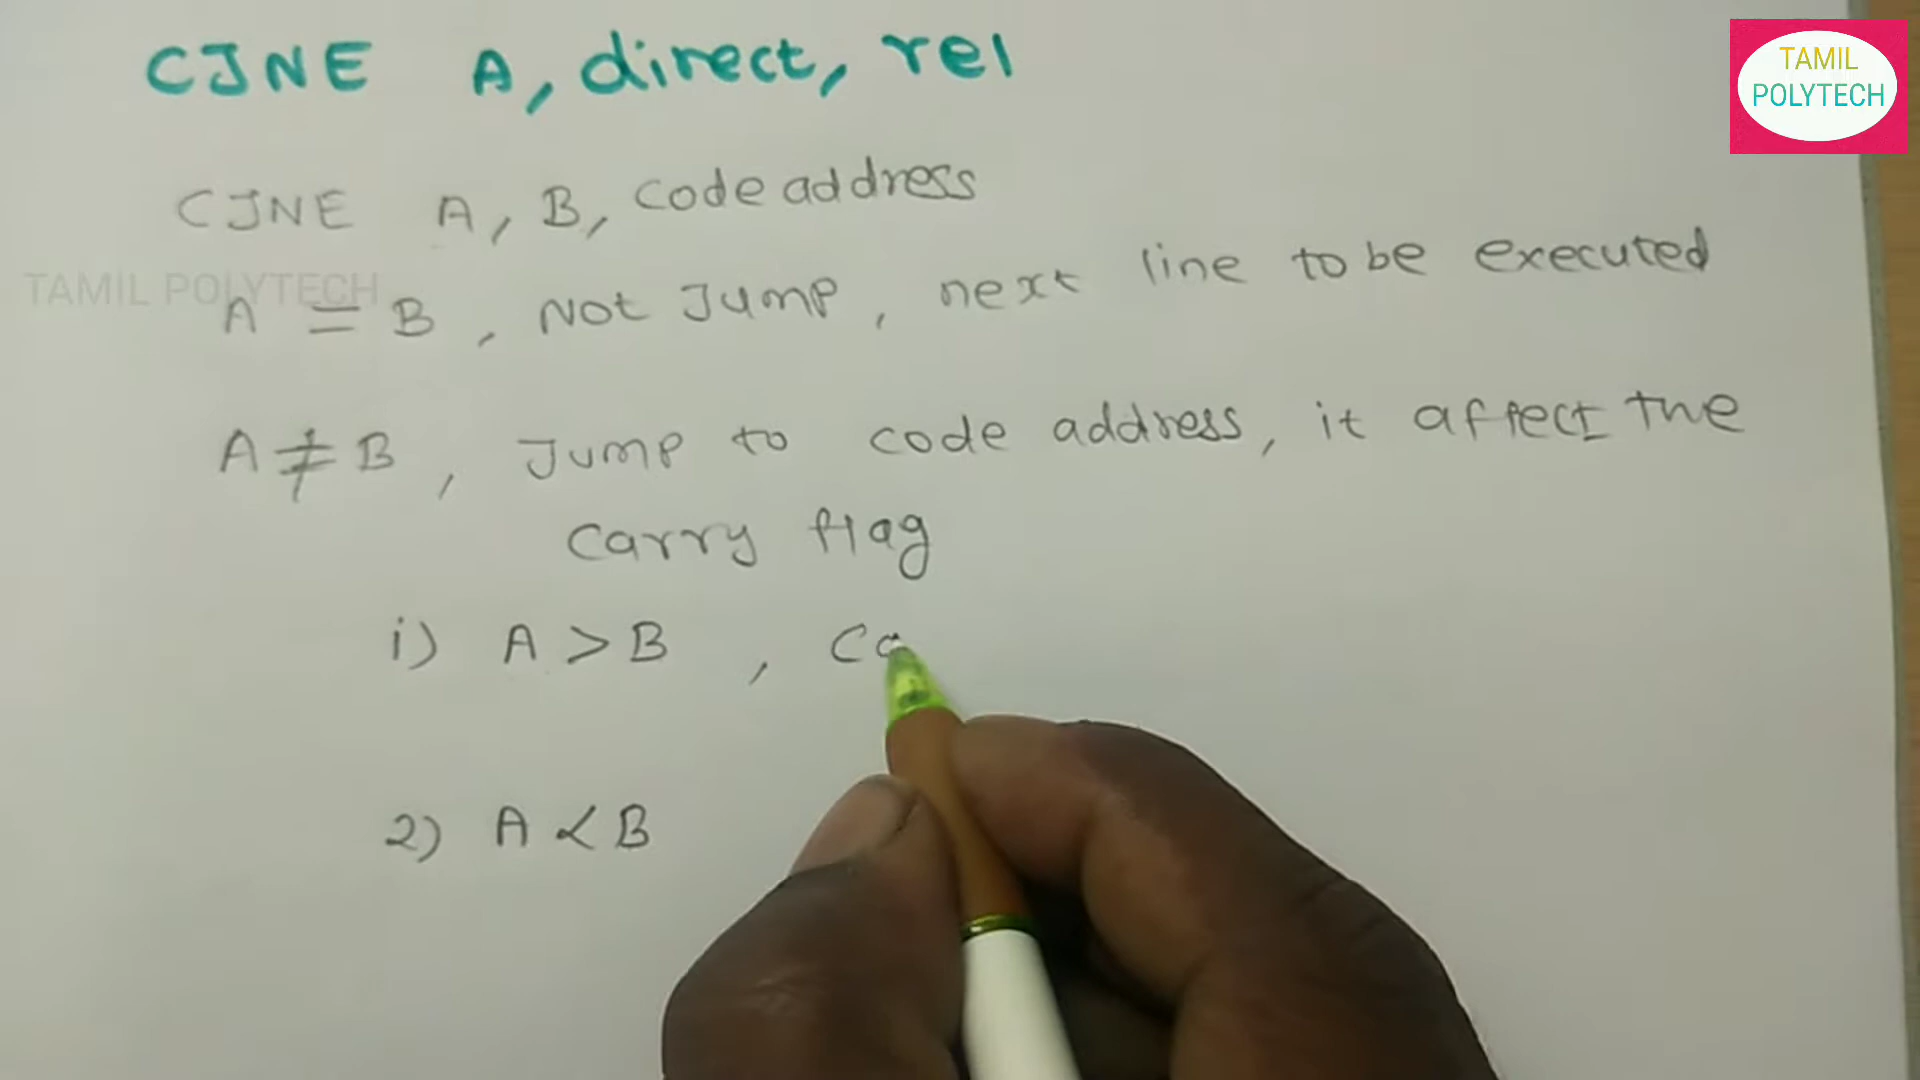 CJNE A, direct, rel
TAMIL
POLYTECH
CJNE A, B, code address
TAMIL POLYTECH
A = B, Not Jump, next line to be executed
A ≠ B, Jump to code address, it affect the
carry flag
i) A > B, Ca
2) A < B